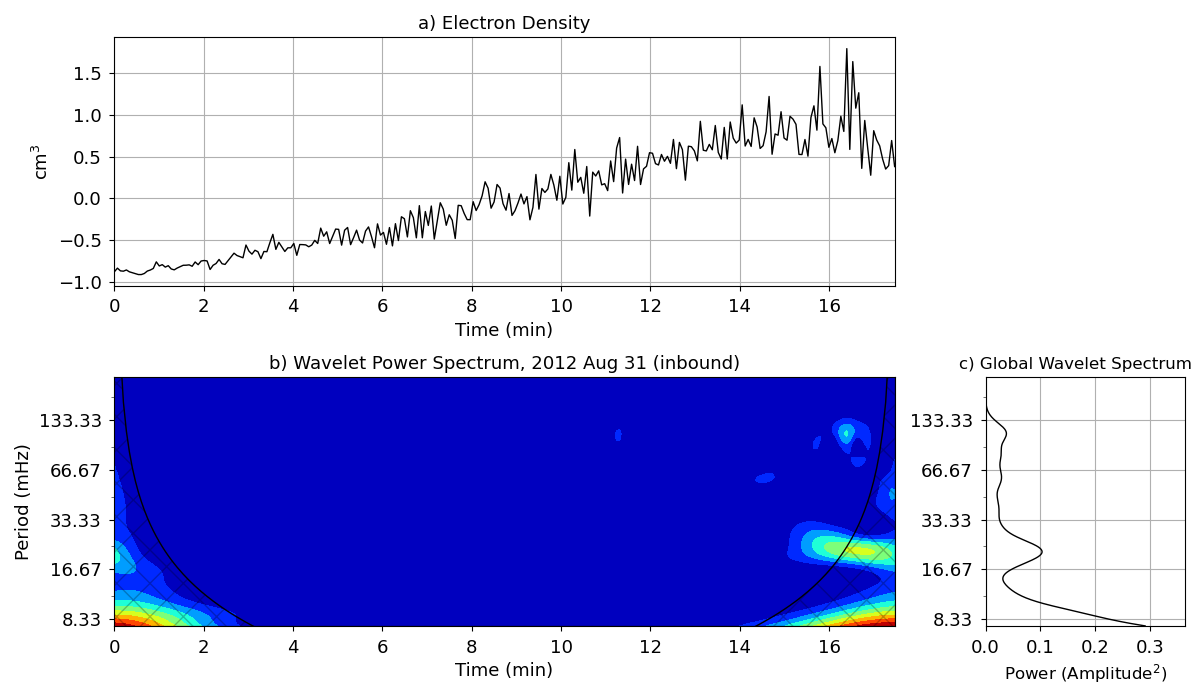 a) Electron Density
1.5
1.0
0.5
0.0
−0.5
−1.0
cm³
0 2 4 6 8 10 12 14 16
Time (min)
b) Wavelet Power Spectrum, 2012 Aug 31 (inbound)
133.33
66.67
33.33
16.67
8.33
Period (mHz)
0 2 4 6 8 10 12 14 16
Time (min)
c) Global Wavelet Spectrum
133.33
66.67
33.33
16.67
8.33
0.0 0.1 0.2 0.3
Power (Amplitude²)